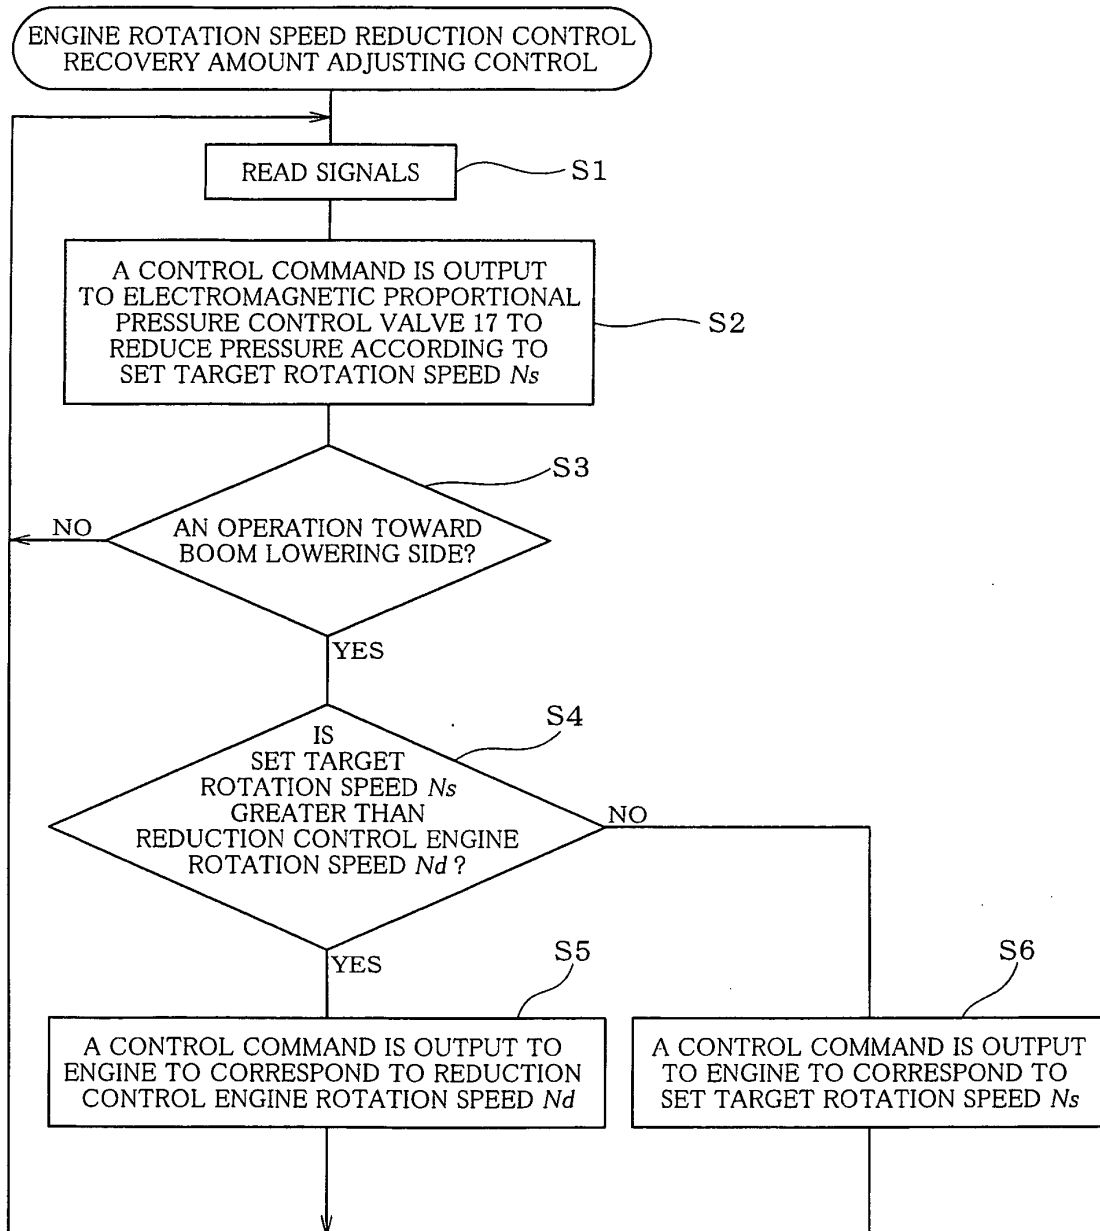 ENGINE ROTATION SPEED REDUCTION CONTROL
RECOVERY AMOUNT ADJUSTING CONTROL
READ SIGNALS
S1
A CONTROL COMMAND IS OUTPUT
TO ELECTROMAGNETIC PROPORTIONAL
PRESSURE CONTROL VALVE 17 TO
REDUCE PRESSURE ACCORDING TO
SET TARGET ROTATION SPEED Ns
S2
S3
AN OPERATION TOWARD
BOOM LOWERING SIDE?
NO
YES
S4
IS
SET TARGET
ROTATION SPEED Ns
GREATER THAN
REDUCTION CONTROL ENGINE
ROTATION SPEED Nd ?
NO
YES
S5
A CONTROL COMMAND IS OUTPUT TO
ENGINE TO CORRESPOND TO REDUCTION
CONTROL ENGINE ROTATION SPEED Nd
S6
A CONTROL COMMAND IS OUTPUT
TO ENGINE TO CORRESPOND TO
SET TARGET ROTATION SPEED Ns